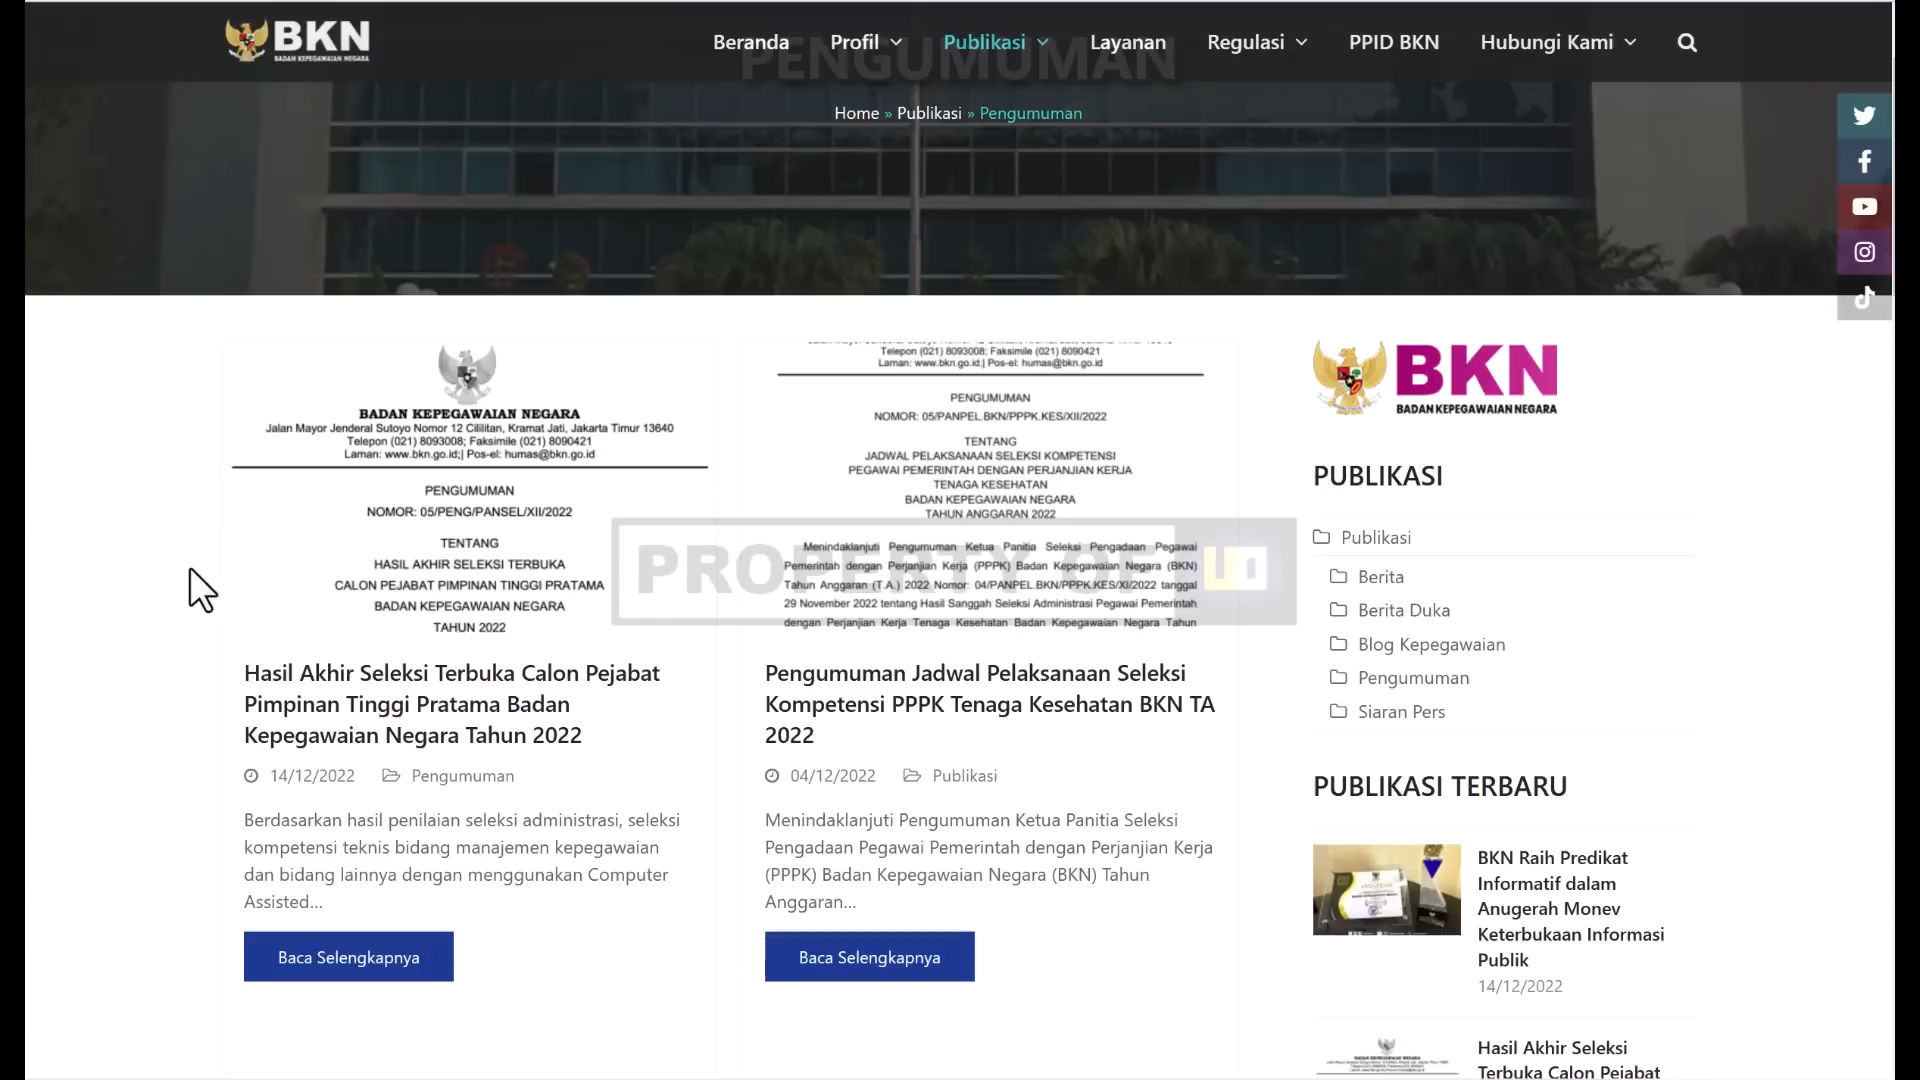 BKN
BADAN KEPEGAWAIAN NEGARA
Beranda
Profil
Publikasi
Layanan
Regulasi
PPID BKN
Hubungi Kami
PENGUMUMAN
Home » Publikasi » Pengumuman
BADAN KEPEGAWAIAN NEGARA
Jalan Mayor Jenderal Sutoyo Nomor 12 Cililitan, Kramat Jati, Jakarta Timur 13640
Telepon (021) 8093008; Faksimile (021) 8090421
Laman: www.bkn.go.id;| Pos-el: humas@bkn.go.id
PENGUMUMAN
NOMOR: 05/PENG/PANSEL/XII/2022
TENTANG
HASIL AKHIR SELEKSI TERBUKA
CALON PEJABAT PIMPINAN TINGGI PRATAMA
BADAN KEPEGAWAIAN NEGARA
TAHUN 2022
Hasil Akhir Seleksi Terbuka Calon Pejabat
Pimpinan Tinggi Pratama Badan
Kepegawaian Negara Tahun 2022
14/12/2022 Pengumuman
Berdasarkan hasil penilaian seleksi administrasi, seleksi
kompetensi teknis bidang manajemen kepegawaian
dan bidang lainnya dengan menggunakan Computer
Assisted...
Baca Selengkapnya
Telepon (021) 8093008; Faksimile (021) 8090421
Laman: www.bkn.go.id;| Pos-el: humas@bkn.go.id
PENGUMUMAN
NOMOR: 05/PANPEL.BKN/PPPK.KES/XII/2022
TENTANG
JADWAL PELAKSANAAN SELEKSI KOMPETENSI
PEGAWAI PEMERINTAH DENGAN PERJANJIAN KERJA
TENAGA KESEHATAN
BADAN KEPEGAWAIAN NEGARA
TAHUN ANGGARAN 2022
Menindaklanjuti Pengumuman Ketua Panitia Seleksi Pengadaan Pegawai
Pemerintah dengan Perjanjian Kerja (PPPK) Badan Kepegawaian Negara (BKN)
Tahun Anggaran (T.A.) 2022 Nomor: 04/PANPEL.BKN/PPPK.KES/XI/2022 tanggal
29 November 2022 tentang Hasil Sanggah Seleksi Administrasi Pegawai Pemerintah
dengan Perjanjian Kerja Tenaga Kesehatan Badan Kepegawaian Negara Tahun
PROPERTY OF
Pengumuman Jadwal Pelaksanaan Seleksi
Kompetensi PPPK Tenaga Kesehatan BKN TA
2022
04/12/2022 Publikasi
Menindaklanjuti Pengumuman Ketua Panitia Seleksi
Pengadaan Pegawai Pemerintah dengan Perjanjian Kerja
(PPPK) Badan Kepegawaian Negara (BKN) Tahun
Anggaran...
Baca Selengkapnya
BKN
BADAN KEPEGAWAIAN NEGARA
PUBLIKASI
Publikasi
Berita
Berita Duka
Blog Kepegawaian
Pengumuman
Siaran Pers
PUBLIKASI TERBARU
BKN Raih Predikat
Informatif dalam
Anugerah Monev
Keterbukaan Informasi
Publik
14/12/2022
Hasil Akhir Seleksi
Terbuka Calon Pejabat